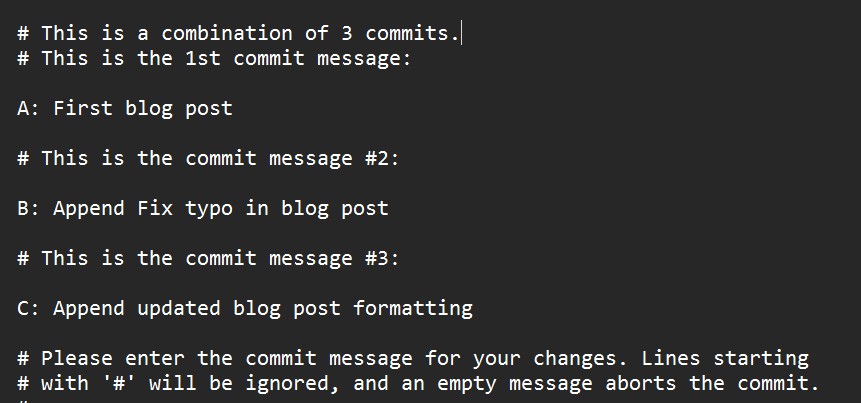 # This is a combination of 3 commits.
# This is the 1st commit message:
A: First blog post
# This is the commit message #2:
B: Append Fix typo in blog post
# This is the commit message #3:
C: Append updated blog post formatting
# Please enter the commit message for your changes. Lines starting
# with '#' will be ignored, and an empty message aborts the commit.
#